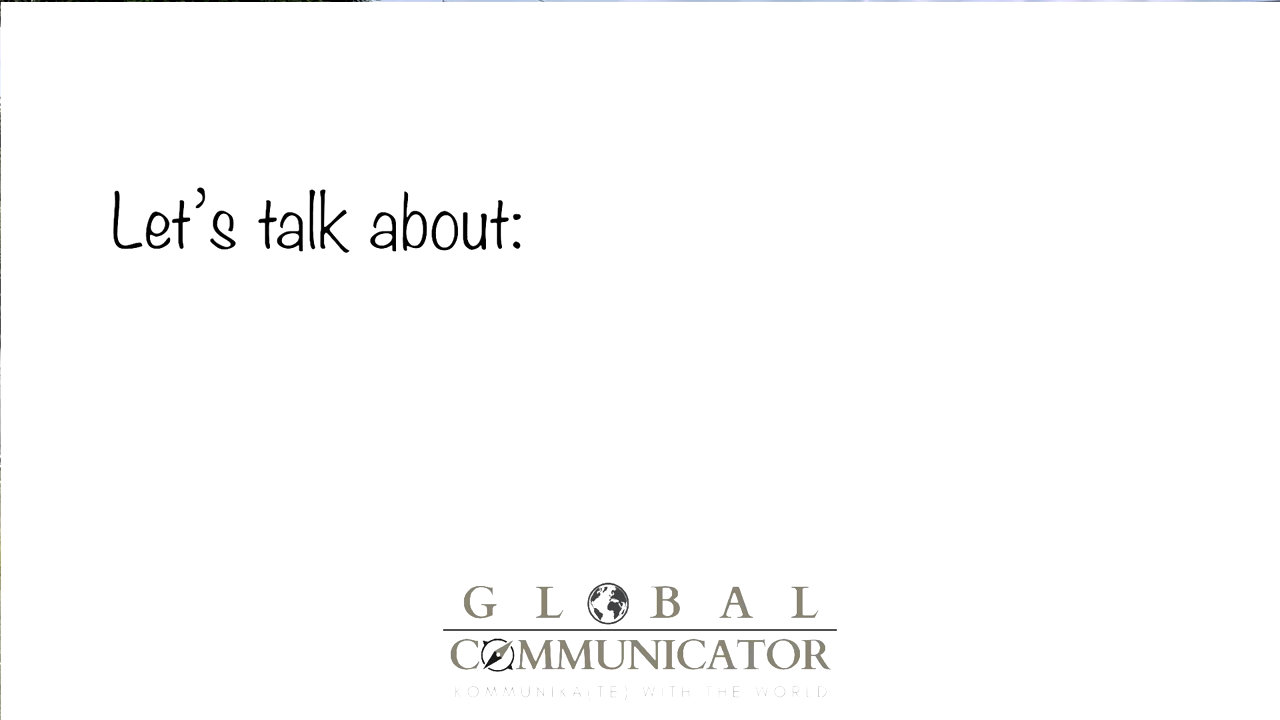 Let's talk about:
GLOBAL
COMMUNICATOR
KOMMUNIKA(TE) WITH THE WORLD